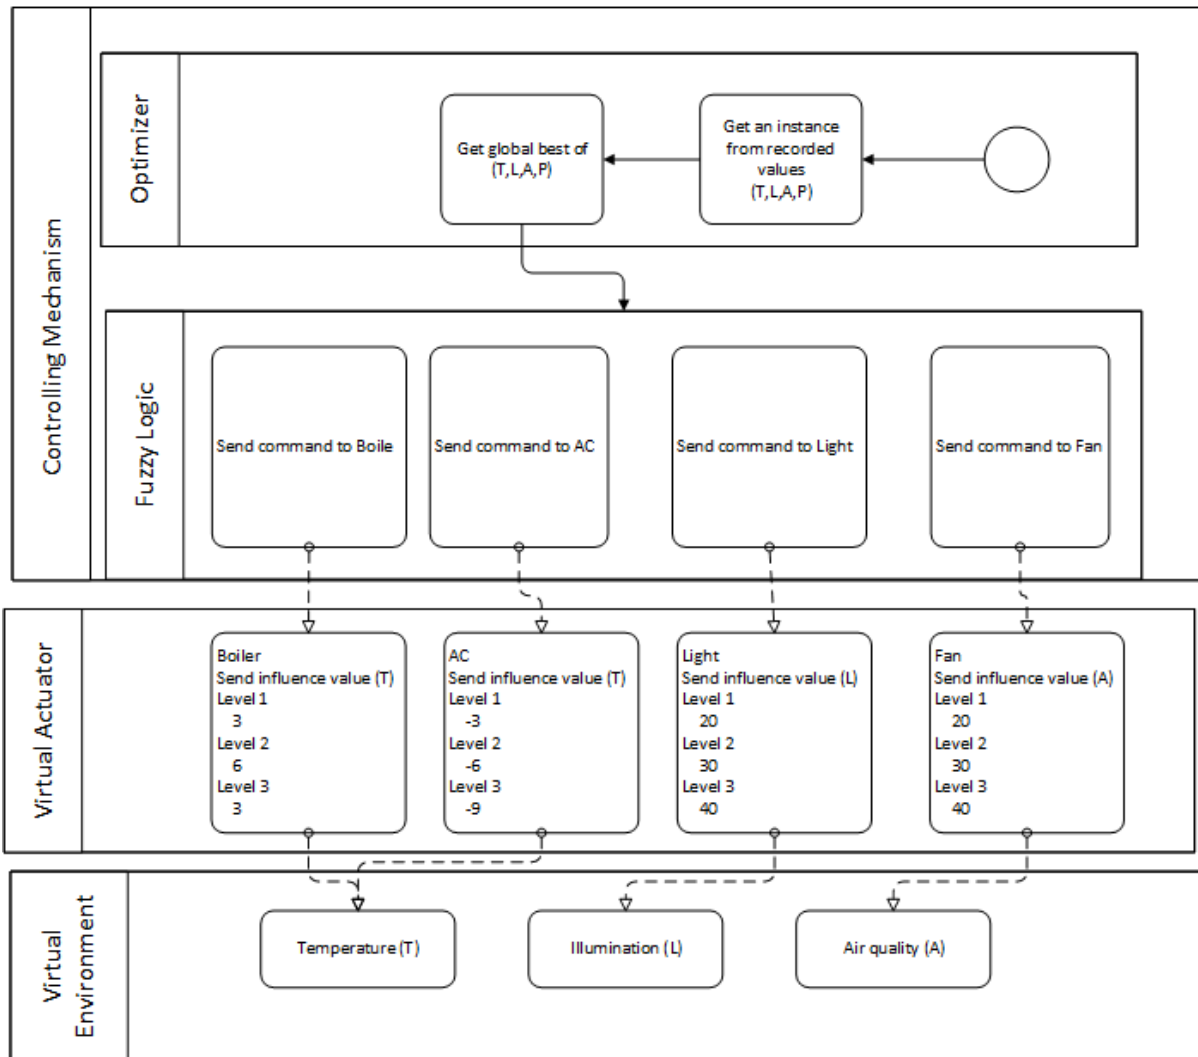 Controlling Mechanism
Optimizer
Get global best of
(T,L,A,P)
Get an instance
from recorded
values
(T,L,A,P)
Fuzzy Logic
Send command to Boile
Send command to AC
Send command to Light
Send command to Fan
Virtual Actuator
Boiler
Send influence value (T)
Level 1
3
Level 2
6
Level 3
3
AC
Send influence value (T)
Level 1
-3
Level 2
-6
Level 3
-9
Light
Send influence value (L)
Level 1
20
Level 2
30
Level 3
40
Fan
Send influence value (A)
Level 1
20
Level 2
30
Level 3
40
Virtual
Environment
Temperature (T)
Illumination (L)
Air quality (A)